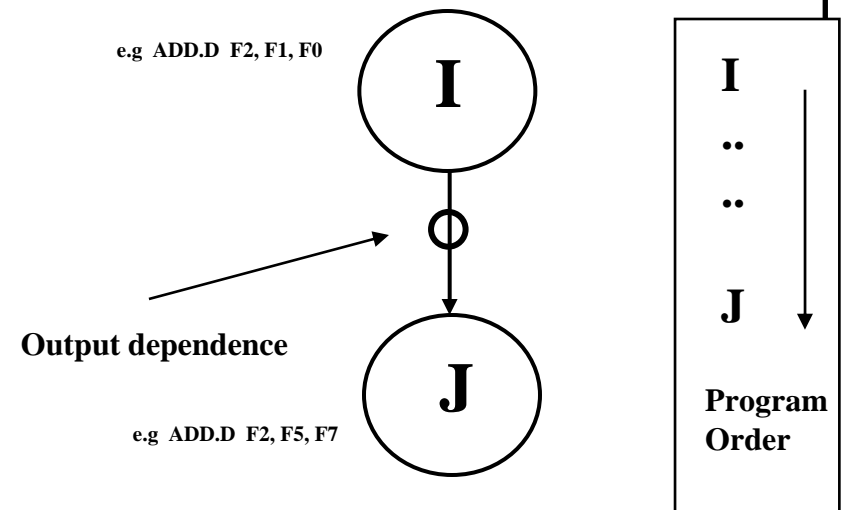 e.g ADD.D F2, F1, F0
I
Output dependence
J
e.g ADD.D F2, F5, F7
I
..
..
J
Program
Order